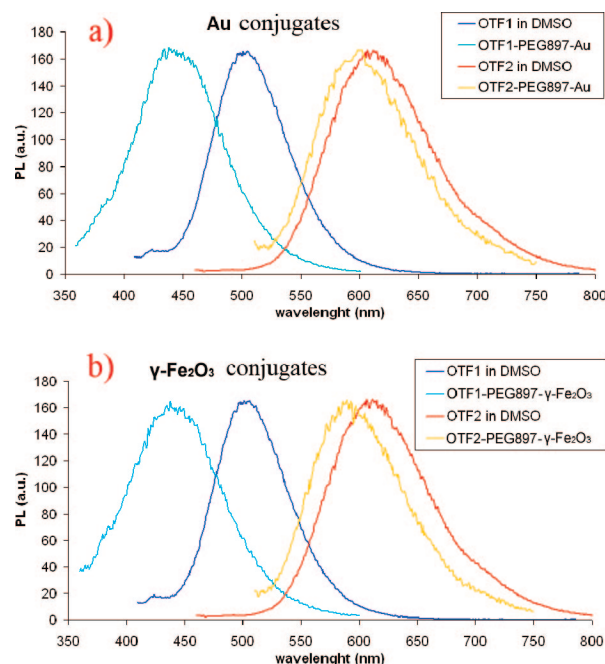 a)
Au conjugates
OTF1 in DMSO
OTF1-PEG897-Au
OTF2 in DMSO
OTF2-PEG897-Au
PL (a.u.)
180
160
140
120
100
80
60
40
20
0
350 400 450 500 550 600 650 700 750 800
wavelenght (nm)
b)
γ-Fe₂O₃ conjugates
OTF1 in DMSO
OTF1-PEG897-γ-Fe₂O₃
OTF2 in DMSO
OTF2-PEG897-γ-Fe₂O₃
PL (a.u.)
180
160
140
120
100
80
60
40
20
0
350 400 450 500 550 600 650 700 750 800
wavelenght (nm)